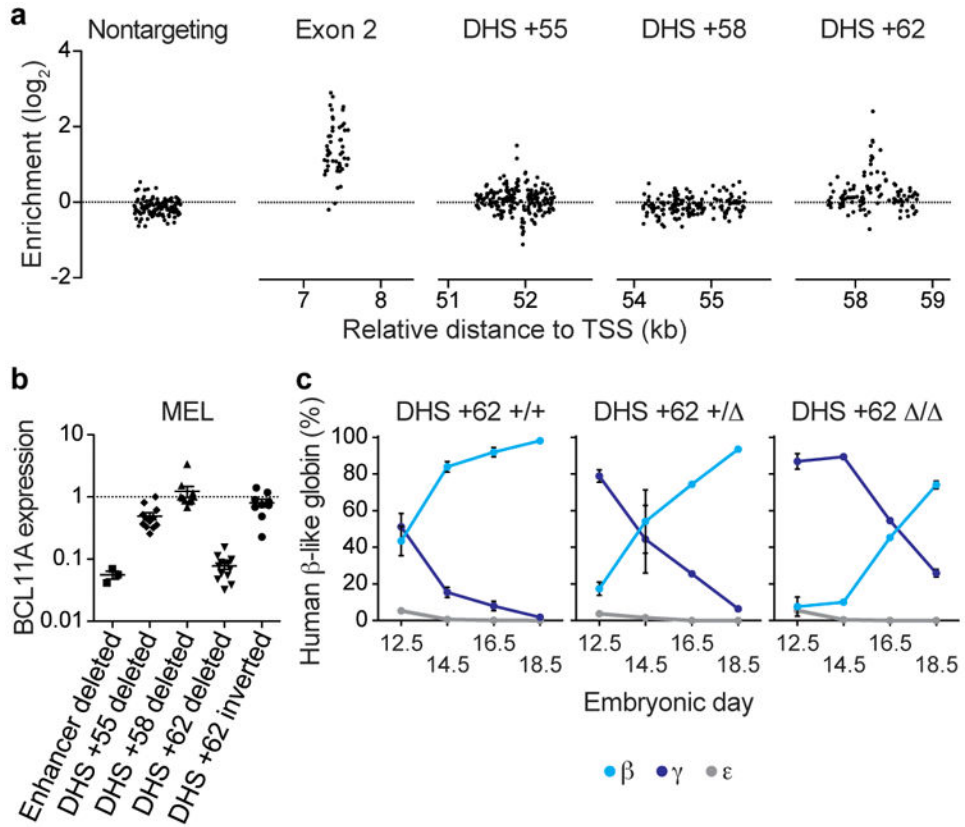 a
Nontargeting Exon 2 DHS +55 DHS +58 DHS +62
Enrichment (log2)
4
2
0
-2
7 8 51 52 54 55 58 59
Relative distance to TSS (kb)
b
MEL
BCL11A expression
10
1
0.1
0.01
Enhancer deleted
DHS +55 deleted
DHS +58 deleted
DHS +62 deleted
DHS +62 inverted
c
DHS +62 +/+ DHS +62 +/Δ DHS +62 Δ/Δ
Human β-like globin (%)
100
80
60
40
20
0
12.5 16.5 12.5 16.5 12.5 16.5
14.5 18.5 14.5 18.5 14.5 18.5
Embryonic day
β γ ε